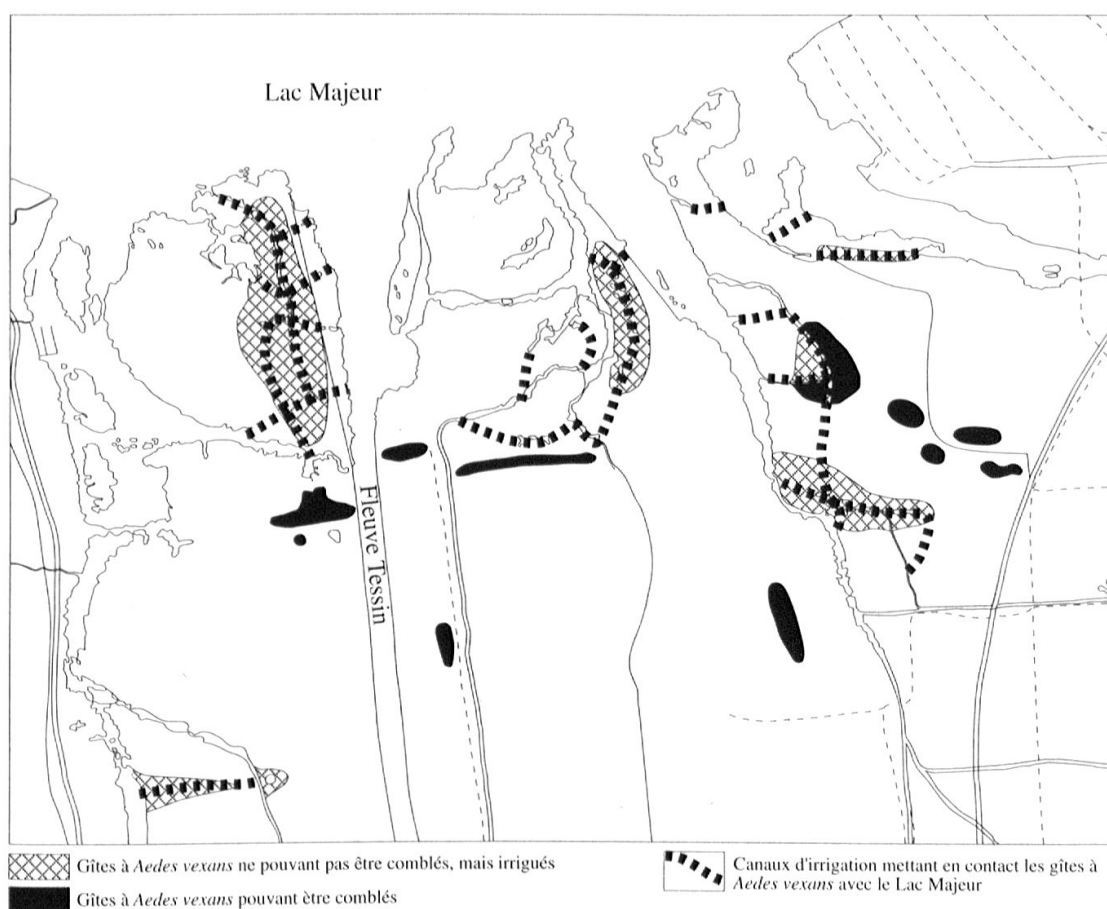 Lac Majeur
Fleuve Tessin
Gîtes à Aedes vexans ne pouvant pas être comblés, mais irrigués
Gîtes à Aedes vexans pouvant ètre comblés
Canaux d'irrigation mettant en contact les gîtes à
Aedes vexans avec le Lac Majeur